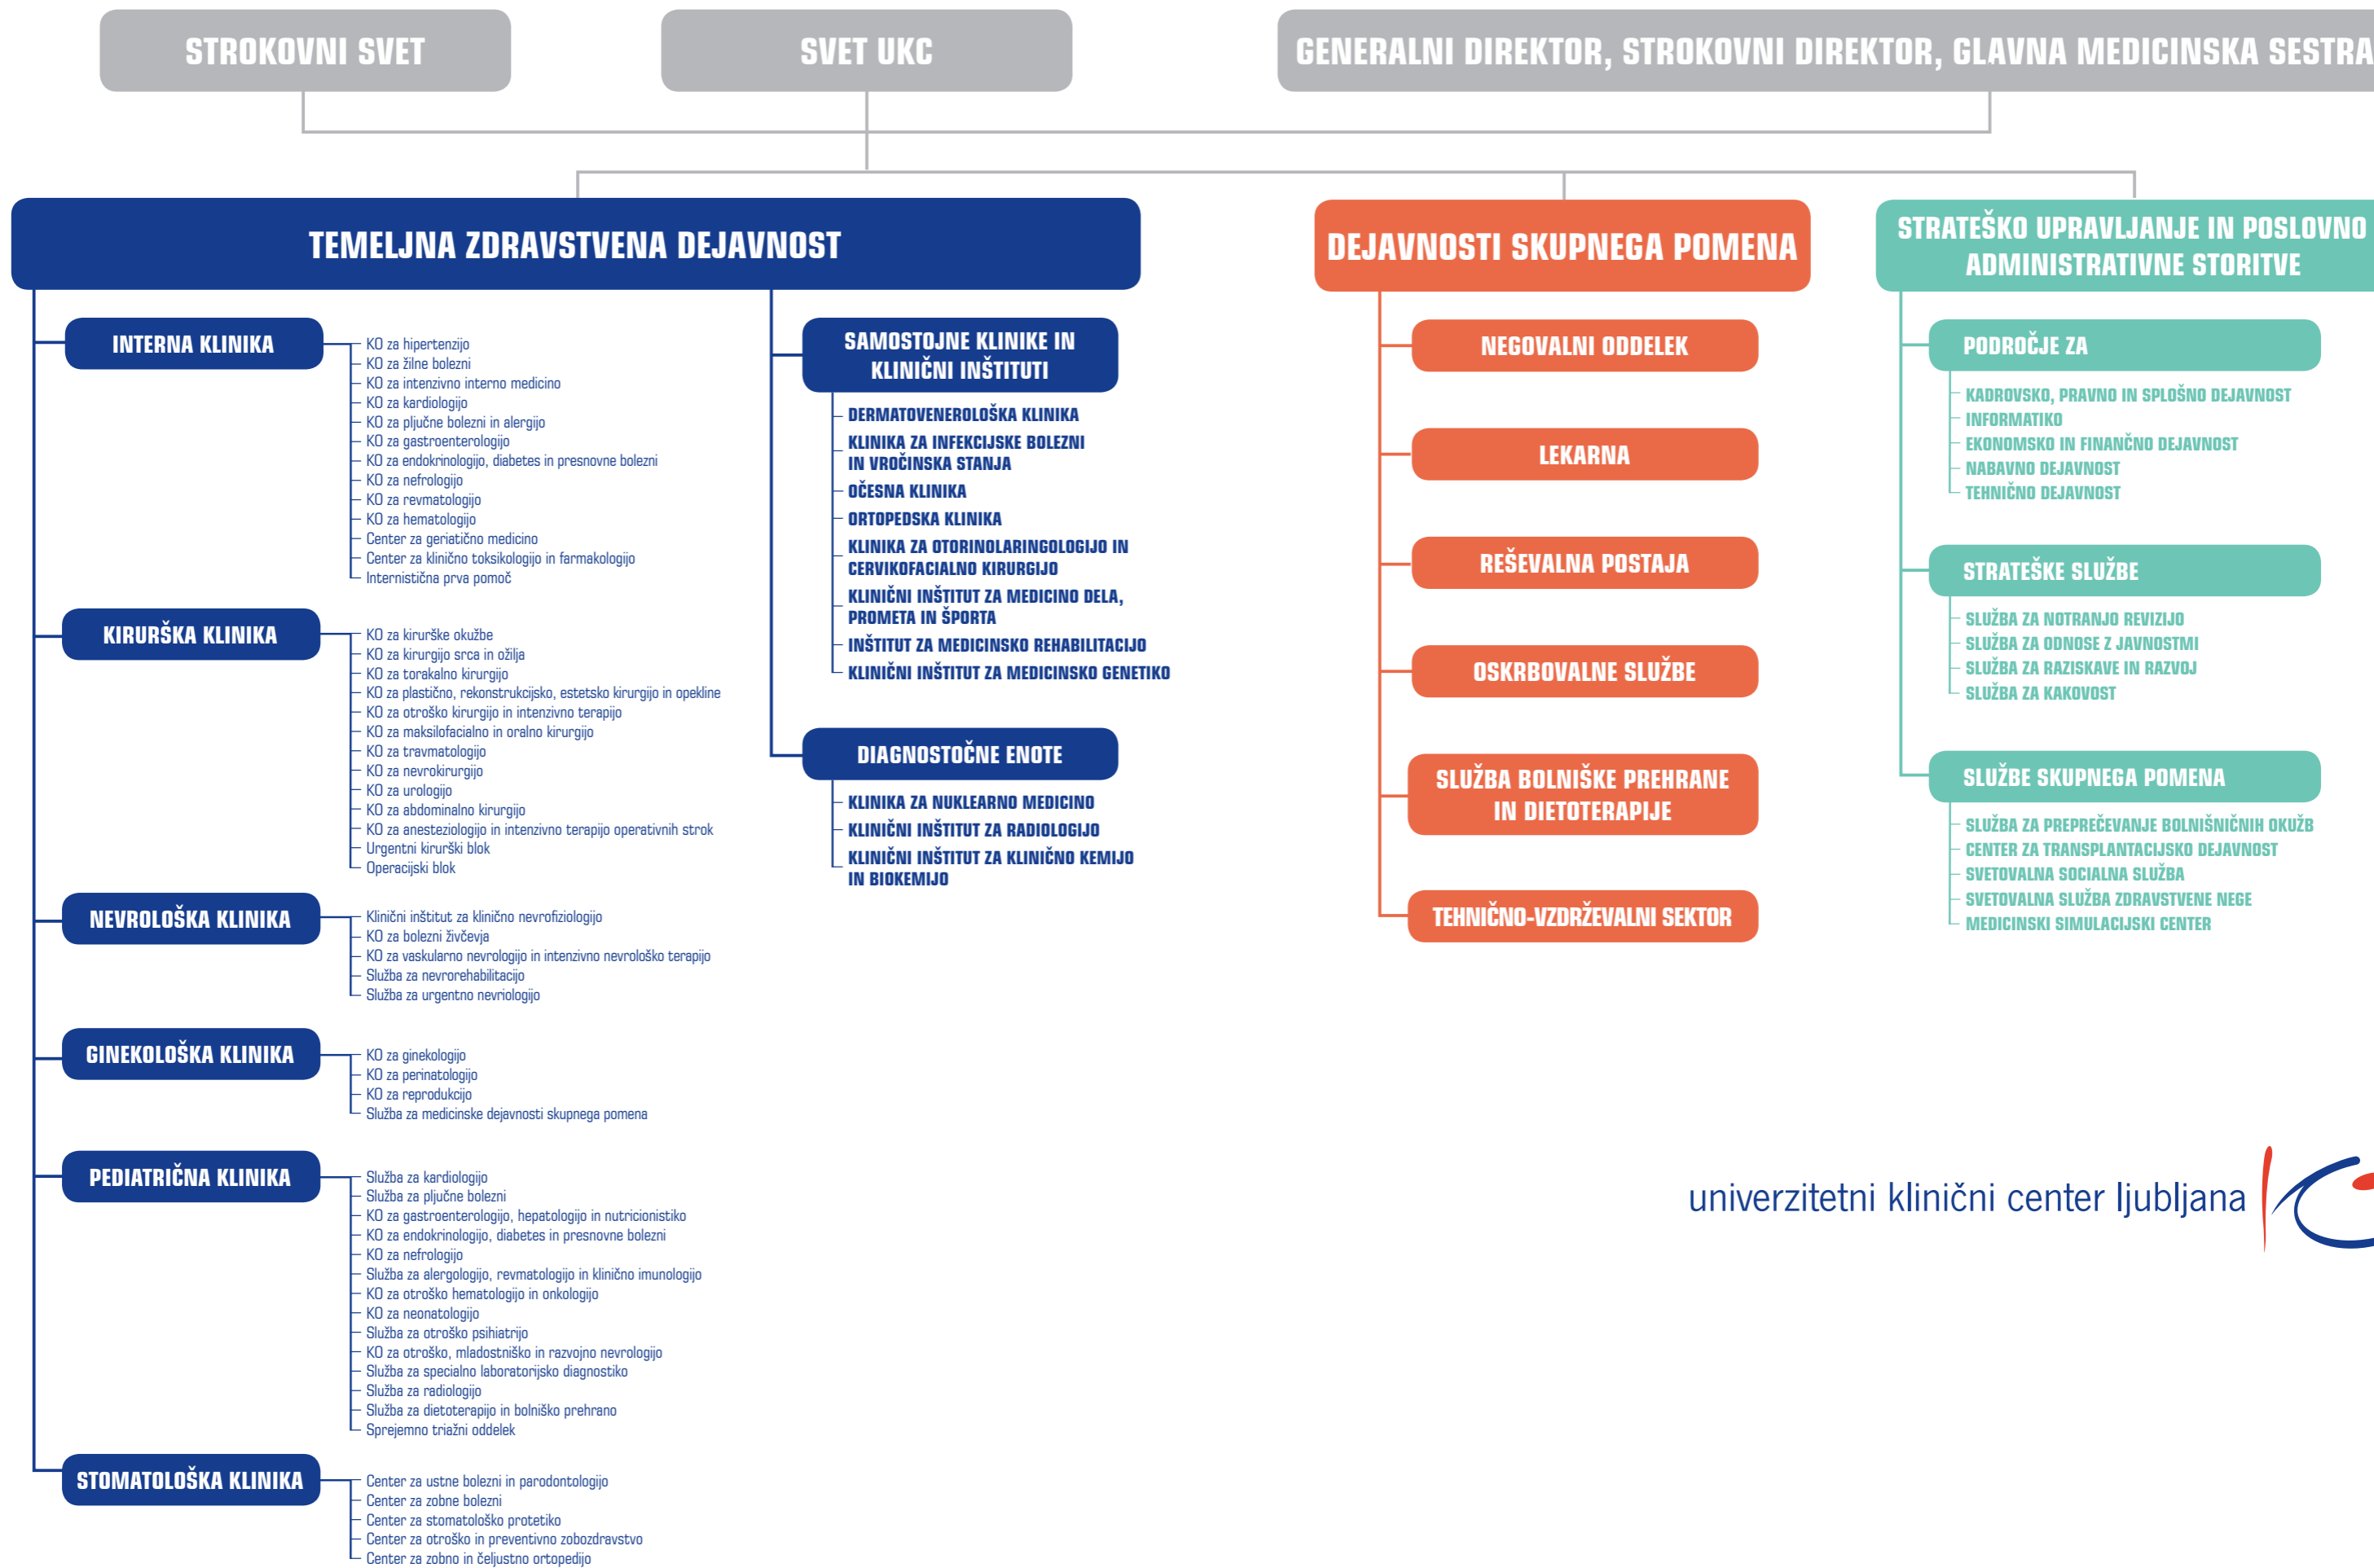 STROKOVNI SVET
SVET UKC
GENERALNI DIREKTOR, STROKOVNI DIREKTOR, GLAVNA MEDICINSKA SESTRA
TEMELJNA ZDRAVSTVENA DEJAVNOST
INTERNA KLINIKA
KO za hipertenzijo
KO za žilne bolezni
KO za intenzivno interno medicino
KO za kardiologijo
KO za pljučne bolezni in alergijo
KO za gastroenterologijo
KO za endokrinologijo, diabetes in presnovne bolezni
KO za nefrologijo
KO za revmatologijo
KO za hematologijo
Center za geriatično medicino
Center za klinično toksikologijo in farmakologijo
Internistična prva pomoč
KIRURŠKA KLINIKA
KO za kirurške okužbe
KO za kirurgijo srca in ožilja
KO za torakalno kirurgijo
KO za plastično, rekonstrukcijsko, estetsko kirurgijo in opekline
KO za otroško kirurgijo in intenzivno terapijo
KO za maksilofacialno in oralno kirurgijo
KO za travmatologijo
KO za nevrokirurgijo
KO za urologijo
KO za abdominalno kirurgijo
KO za anesteziologijo in intenzivno terapijo operativnih strok
Urgentni kirurški blok
Operacijski blok
NEVROLOŠKA KLINIKA
Klinični inštitut za klinično nevrofiziologijo
KO za bolezni živčevja
KO za vaskularno nevrologijo in intenzivno nevrološko terapijo
Služba za nevrorehabilitacijo
Služba za urgentno nevriologijo
GINEKOLOŠKA KLINIKA
KO za ginekologijo
KO za perinatologijo
KO za reprodukcijo
Služba za medicinske dejavnosti skupnega pomena
PEDIATRIČNA KLINIKA
Služba za kardiologijo
Služba za pljučne bolezni
KO za gastroenterologijo, hepatologijo in nutricionistiko
KO za endokrinologijo, diabetes in presnovne bolezni
KO za nefrologijo
Služba za alergologijo, revmatologijo in klinično imunologijo
KO za otroško hematologijo in onkologijo
KO za neonatologijo
Služba za otroško psihiatrijo
KO za otroško, mladostniško in razvojno nevrologijo
Služba za specialno laboratorijsko diagnostiko
Služba za radiologijo
Služba za dietoterapijo in bolniško prehrano
Sprejemno triažni oddelek
STOMATOLOŠKA KLINIKA
Center za ustne bolezni in parodontologijo
Center za zobne bolezni
Center za stomatološko protetiko
Center za otroško in preventivno zobozdravstvo
Center za zobno in čeljustno ortopedijo
SAMOSTOJNE KLINIKE IN
KLINIČNI INŠTITUTI
DERMATOVENEROLOŠKA KLINIKA
KLINIKA ZA INFEKCIJSKE BOLEZNI
IN VROČINSKA STANJA
OČESNA KLINIKA
ORTOPEDSKA KLINIKA
KLINIKA ZA OTORINOLARINGOLOGIJO IN
CERVIKOFACIALNO KIRURGIJO
KLINIČNI INŠTITUT ZA MEDICINO DELA,
PROMETA IN ŠPORTA
INŠTITUT ZA MEDICINSKO REHABILITACIJO
KLINIČNI INŠTITUT ZA MEDICINSKO GENETIKO
DIAGNOSTOČNE ENOTE
KLINIKA ZA NUKLEARNO MEDICINO
KLINIČNI INŠTITUT ZA RADIOLOGIJO
KLINIČNI INŠTITUT ZA KLINIČNO KEMIJO
IN BIOKEMIJO
DEJAVNOSTI SKUPNEGA POMENA
NEGOVALNI ODDELEK
LEKARNA
REŠEVALNA POSTAJA
OSKRBOVALNE SLUŽBE
SLUŽBA BOLNIŠKE PREHRANE
IN DIETOTERAPIJE
TEHNIČNO-VZDRŽEVALNI SEKTOR
STRATEŠKO UPRAVLJANJE IN POSLOVNO
ADMINISTRATIVNE STORITVE
PODROČJE ZA
KADROVSKO, PRAVNO IN SPLOŠNO DEJAVNOST
INFORMATIKO
EKONOMSKO IN FINANČNO DEJAVNOST
NABAVNO DEJAVNOST
TEHNIČNO DEJAVNOST
STRATEŠKE SLUŽBE
SLUŽBA ZA NOTRANJO REVIZIJO
SLUŽBA ZA ODNOSE Z JAVNOSTMI
SLUŽBA ZA RAZISKAVE IN RAZVOJ
SLUŽBA ZA KAKOVOST
SLUŽBE SKUPNEGA POMENA
SLUŽBA ZA PREPREČEVANJE BOLNIŠNIČNIH OKUŽB
CENTER ZA TRANSPLANTACIJSKO DEJAVNOST
SVETOVALNA SOCIALNA SLUŽBA
SVETOVALNA SLUŽBA ZDRAVSTVENE NEGE
MEDICINSKI SIMULACIJSKI CENTER
univerzitetni klinični center ljubljana